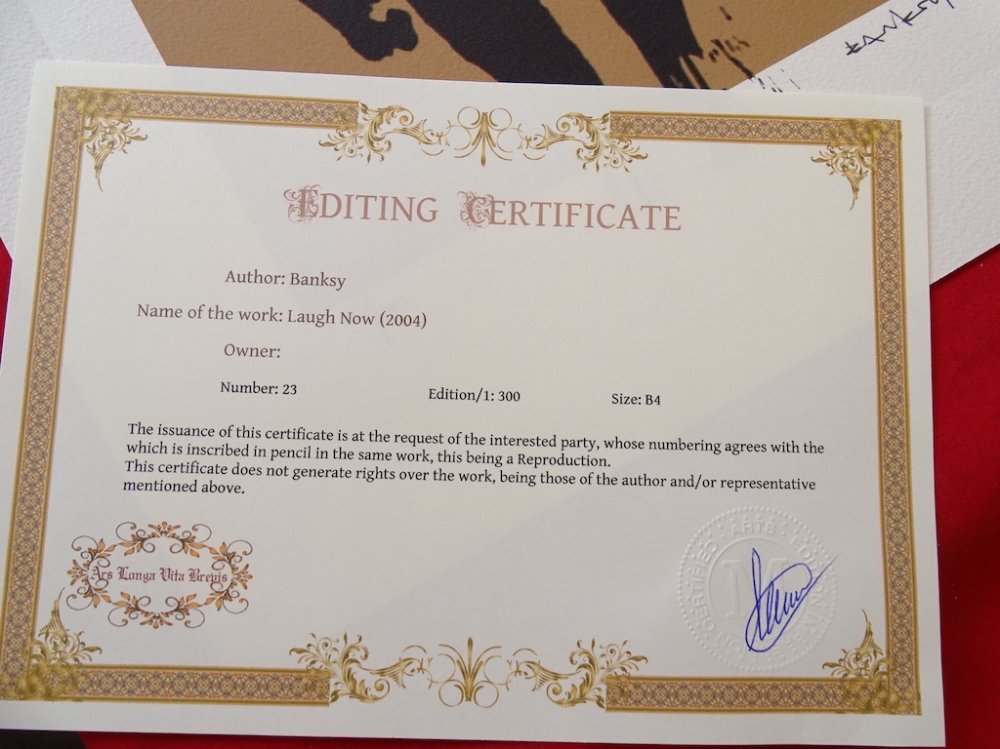 BANKSY
EDITING CERTIFICATE
Author: Banksy
Name of the work: Laugh Now (2004)
Owner:
Number: 23 Edition/1: 300 Size: B4
The issuance of this certificate is at the request of the interested party, whose numbering agrees with the
which is inscribed in pencil in the same work, this being a Reproduction.
This certificate does not generate rights over the work, being those of the author and/or representative
mentioned above.
Ars Longa Vita Brevis
CERTIFIED ARTS
M